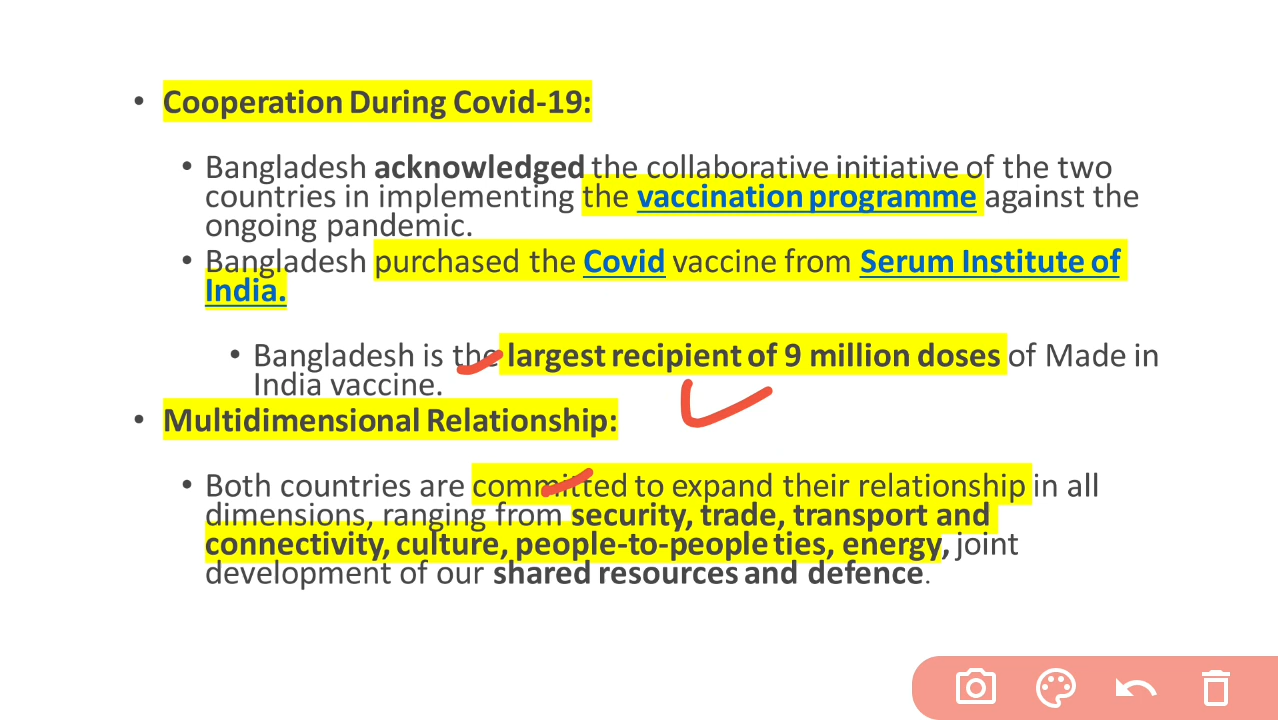 • Cooperation During Covid-19:
• Bangladesh acknowledged the collaborative initiative of the two
countries in implementing the vaccination programme against the
ongoing pandemic.
• Bangladesh purchased the Covid vaccine from Serum Institute of
India.
• Bangladesh is the largest recipient of 9 million doses of Made in
India vaccine.
• Multidimensional Relationship:
• Both countries are committed to expand their relationship in all
dimensions, ranging from security, trade, transport and
connectivity, culture, people-to-people ties, energy, joint
development of our shared resources and defence.